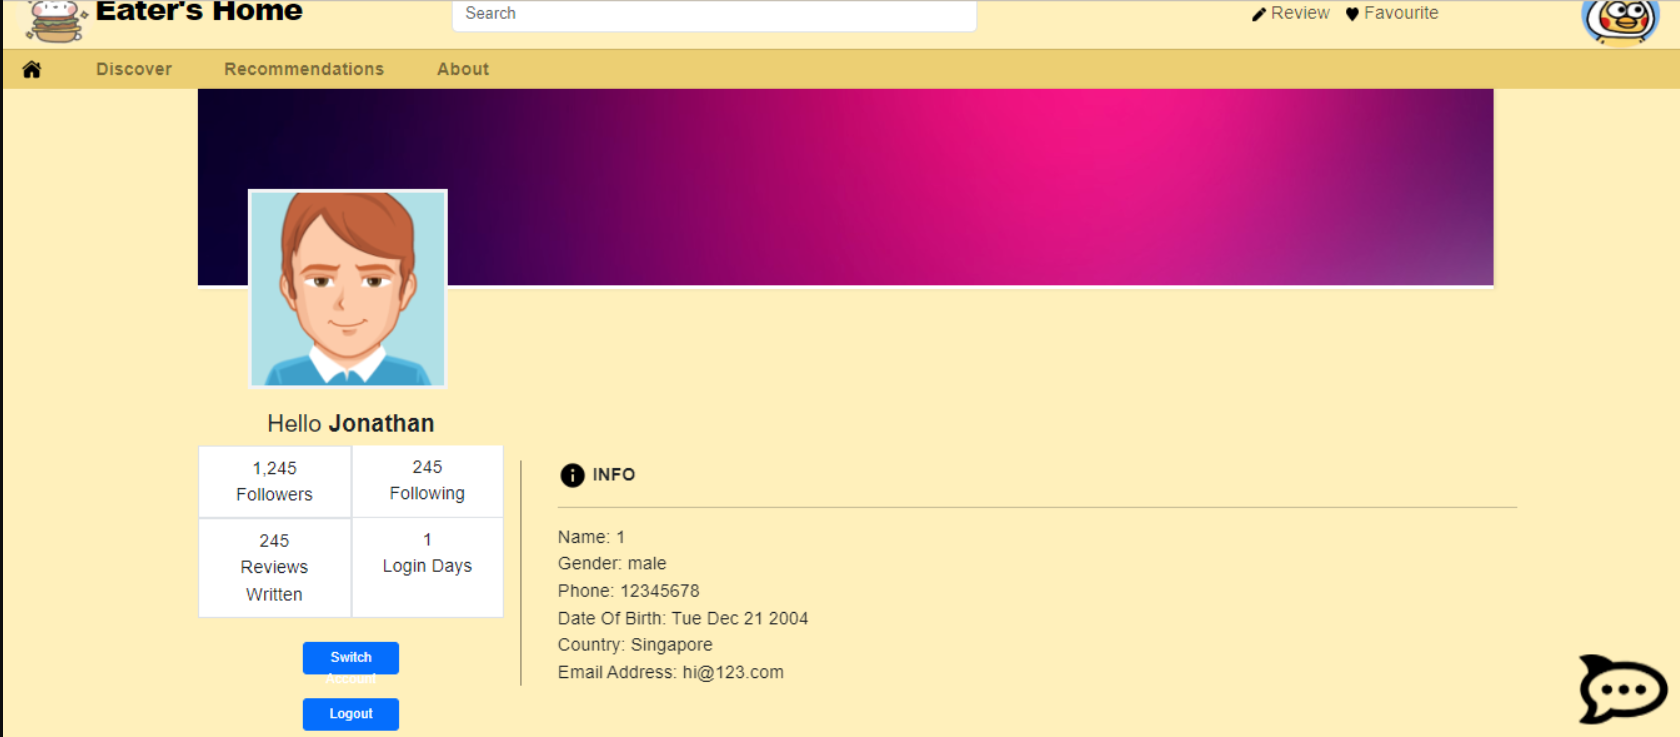 Eater's Home
Search
Review
Favourite
Discover
Recommendations
About
Hello Jonathan
1,245
Followers
245
Following
245
Reviews
Written
1
Login Days
Switch
Account
Logout
INFO
Name: 1
Gender: male
Phone: 12345678
Date Of Birth: Tue Dec 21 2004
Country: Singapore
Email Address: hi@123.com